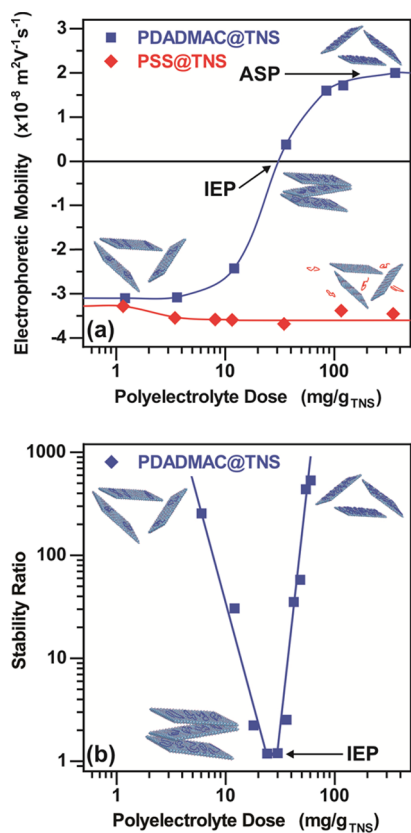 3
PDADMAC@TNS
PSS@TNS
2
ASP
1
0
IEP
-1
-2
-3
-4
(a)
Electrophoretic Mobility (x10-8 m2V-1s-1)
1 10 100
Polyelectrolyte Dose (mg/gTNS)
1000
PDADMAC@TNS
100
10
1
IEP
(b)
Stability Ratio
1 10 100
Polyelectrolyte Dose (mg/gTNS)